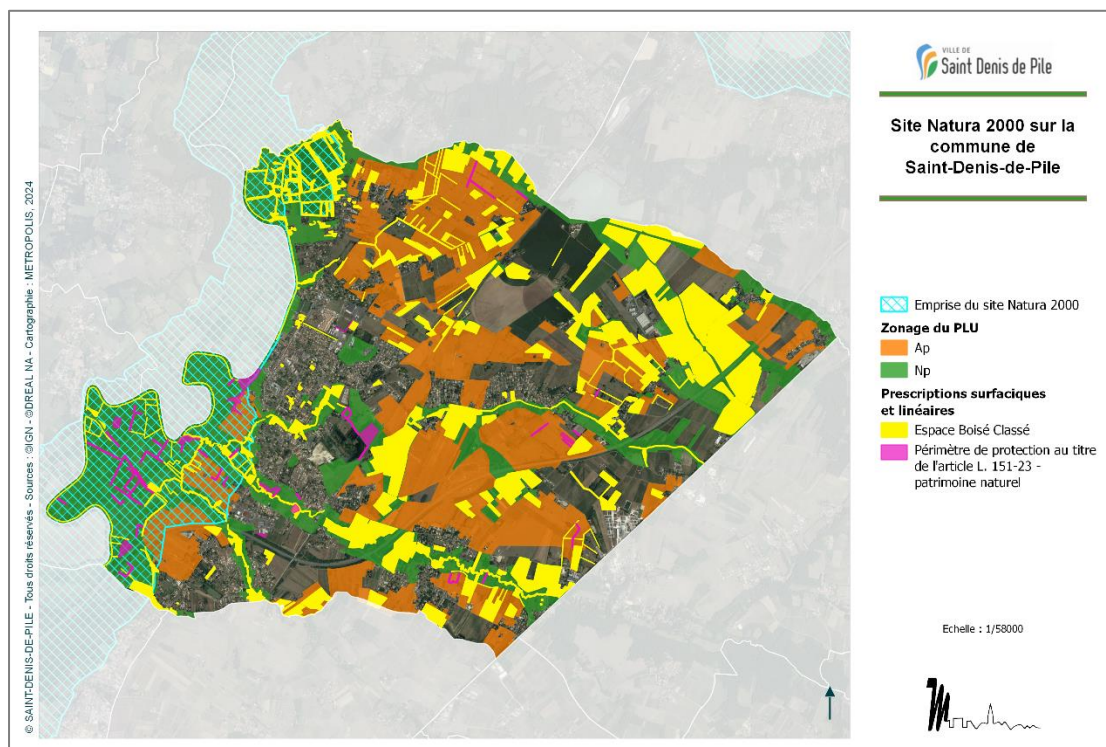 © SAINT-DENIS-DE-PILE - Tous droits réservés - Sources : ©IGN - ©DREAL NA - Cartographie : METROPOLIS, 2024
VILLE DE
Saint Denis de Pile
Site Natura 2000 sur la
commune de
Saint-Denis-de-Pile
Emprise du site Natura 2000
Zonage du PLU
Ap
Np
Prescriptions surfaciques
et linéaires
Espace Boisé Classé
Périmètre de protection au titre
de l'article L. 151-23 -
patrimoine naturel
Echelle : 1/58000